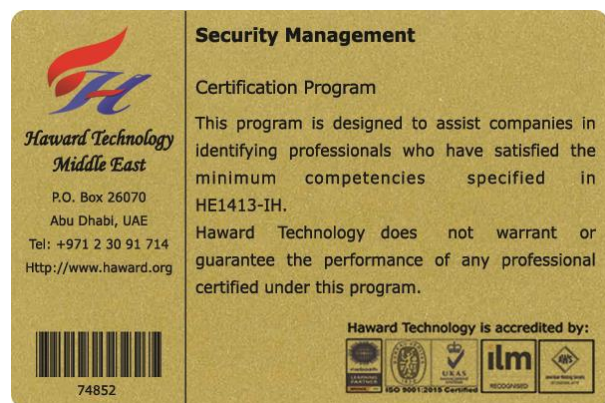 Haward Technology
Middle East
P.O. Box 26070
Abu Dhabi, UAE
Tel: +971 2 30 91 714
Http://www.haward.org
74852
Security Management
Certification Program
This program is designed to assist companies in
identifying professionals who have satisfied the
minimum competencies specified in
HE1413-IH.
Haward Technology does not warrant or
guarantee the performance of any professional
certified under this program.
Haward Technology is accredited by:
UKAS
ISO 9001:2015 Certified
ilm
RECOGNISED